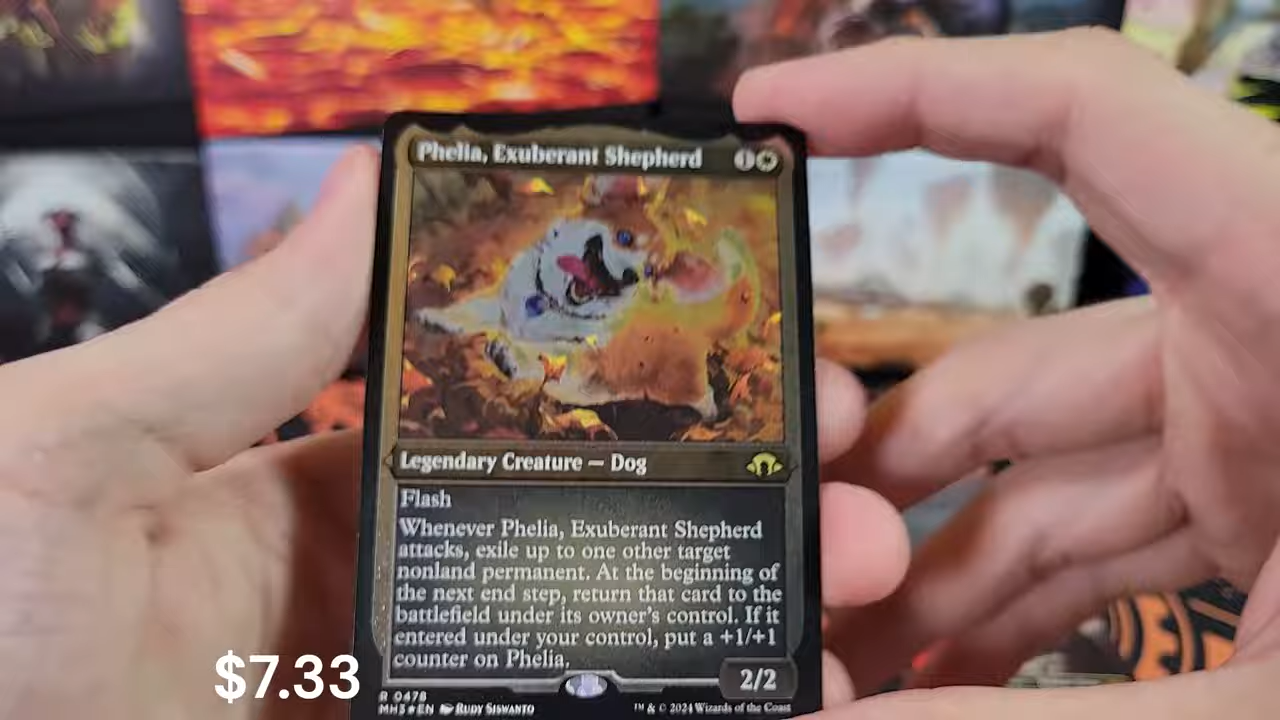 Phelia, Exuberant Shepherd 1
Legendary Creature — Dog
Flash
Whenever Phelia, Exuberant Shepherd
attacks, exile up to one other target
nonland permanent. At the beginning of
the next end step, return that card to the
battlefield under its owner's control. If it
entered under your control, put a +1/+1
counter on Phelia.
$7.33
2/2
R 0478
MH3★EN Rudy Siswanto
™ & © 2024 Wizards of the Coast